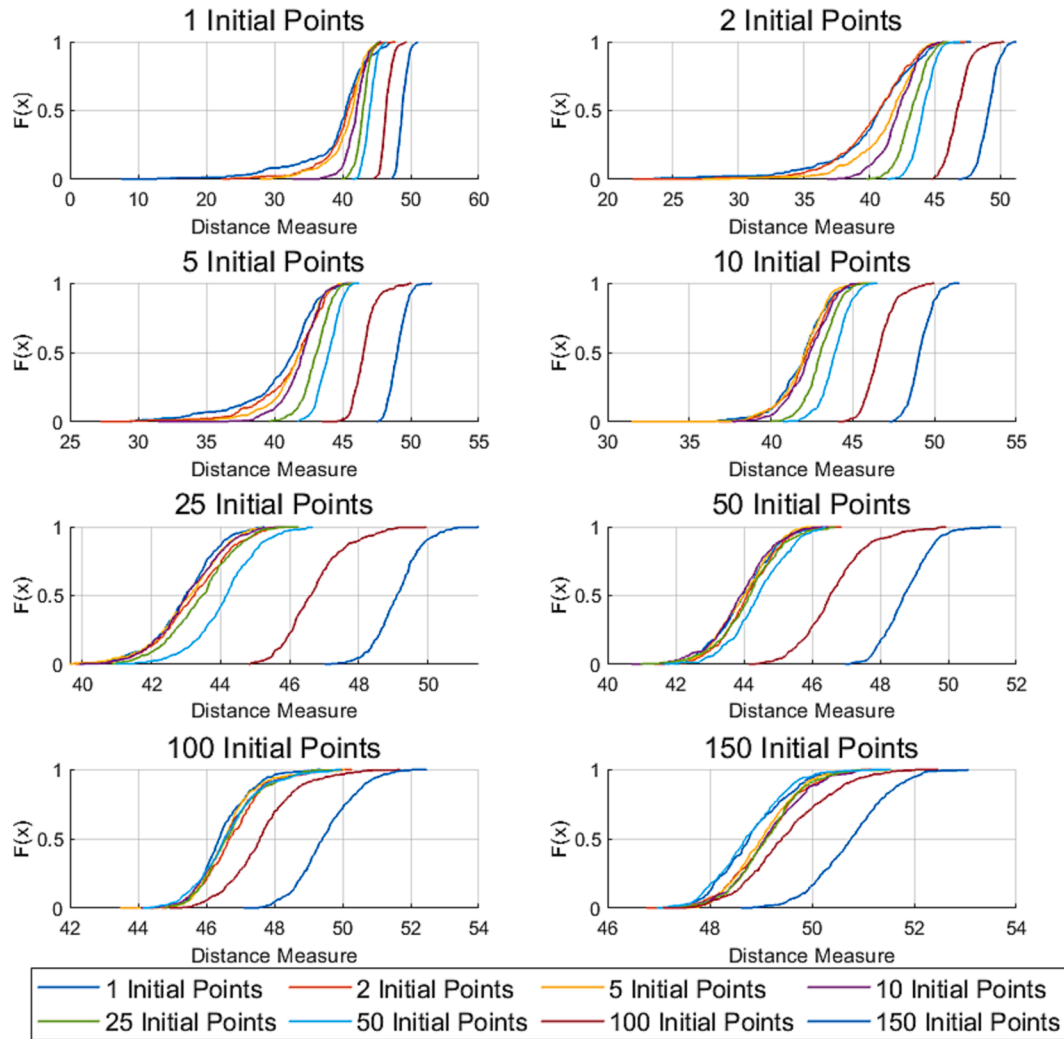 1 Initial Points
2 Initial Points
1
0.5
0
F(x)
0 10 20 30 40 50 60
Distance Measure
1
0.5
0
F(x)
20 25 30 35 40 45 50
Distance Measure
5 Initial Points
10 Initial Points
1
0.5
0
F(x)
25 30 35 40 45 50 55
Distance Measure
1
0.5
0
F(x)
30 35 40 45 50 55
Distance Measure
25 Initial Points
50 Initial Points
1
0.5
0
F(x)
40 42 44 46 48 50
Distance Measure
1
0.5
0
F(x)
40 42 44 46 48 50 52
Distance Measure
100 Initial Points
150 Initial Points
1
0.5
0
F(x)
42 44 46 48 50 52 54
Distance Measure
1
0.5
0
F(x)
46 48 50 52 54
Distance Measure
1 Initial Points 2 Initial Points 5 Initial Points 10 Initial Points
25 Initial Points 50 Initial Points 100 Initial Points 150 Initial Points